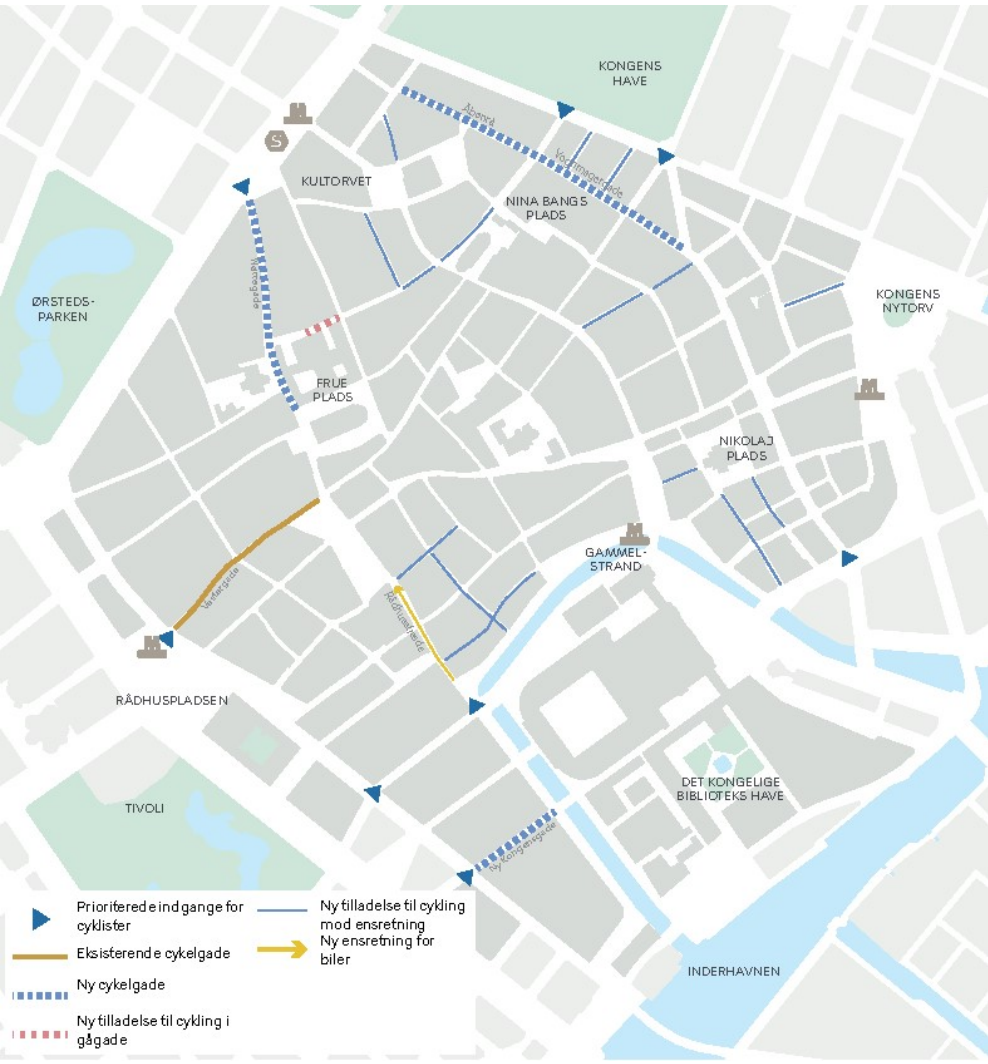 KONGENS
HAVE
Åbenrå
S
KULTORVET
Vognmagergade
NINA BANGS
PLADS
Nørregade
ØRSTEDS-
PARKEN
KONGENS
NYTORV
FRUE
PLADS
NIKOLAJ
PLADS
GAMMEL-
STRAND
Vestergade
Rådhusstræde
RÅDHUSPLADSEN
TIVOLI
DET KONGELIGE
BIBLIOTEKS HAVE
Ny Kongensgade
INDERHAVNEN
Prioriterede indgange for
cyklister
Eksisterende cykelgade
Ny cykelgade
Ny tilladelse til cykling i
gågade
Ny tilladelse til cykling
mod ensretning
Ny ensretning for
biler